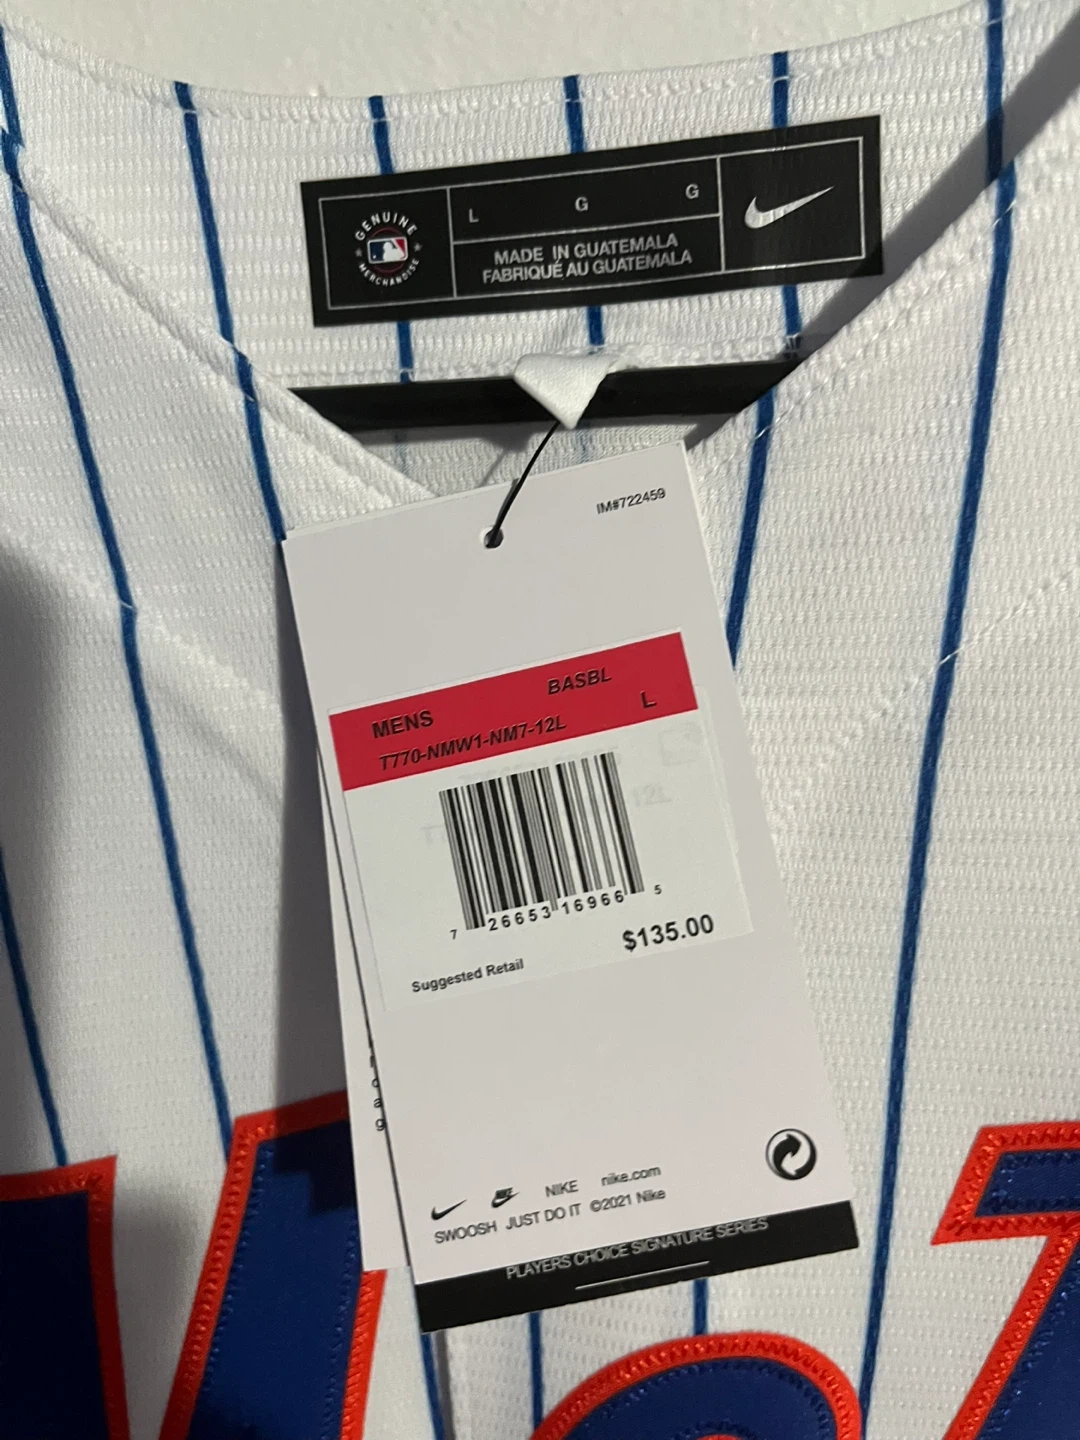 GENUINE
MERCHANDISE
L G G
MADE IN GUATEMALA
FABRIQUÉ AU GUATEMALA
IM#722459
BASBL
MENS L
T770-NMW1-NM7-12L
7 26653 16966 5
$135.00
Suggested Retail
NIKE nike.com
SWOOSH JUST DO IT ©2021 Nike
PLAYERS CHOICE SIGNATURE SERIES